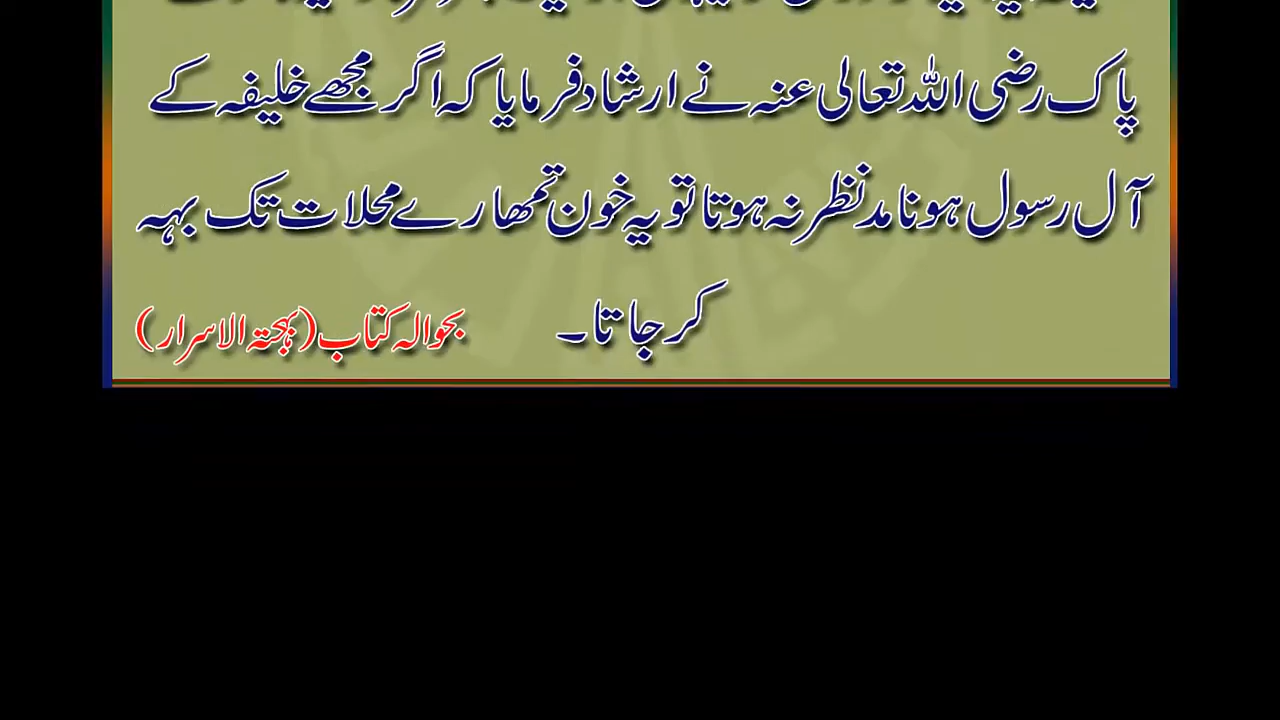 پاک رضی اللہ تعالی عنہ نے ارشاد فرمایا کہ اگر مجھے خلیفہ کے
آل رسول ہونا مدنظر نہ ہوتا تو یہ خون تمھارے محلات تک بہہ
کر جاتا۔ بحوالہ کتاب (بہجۃ الاسرار)